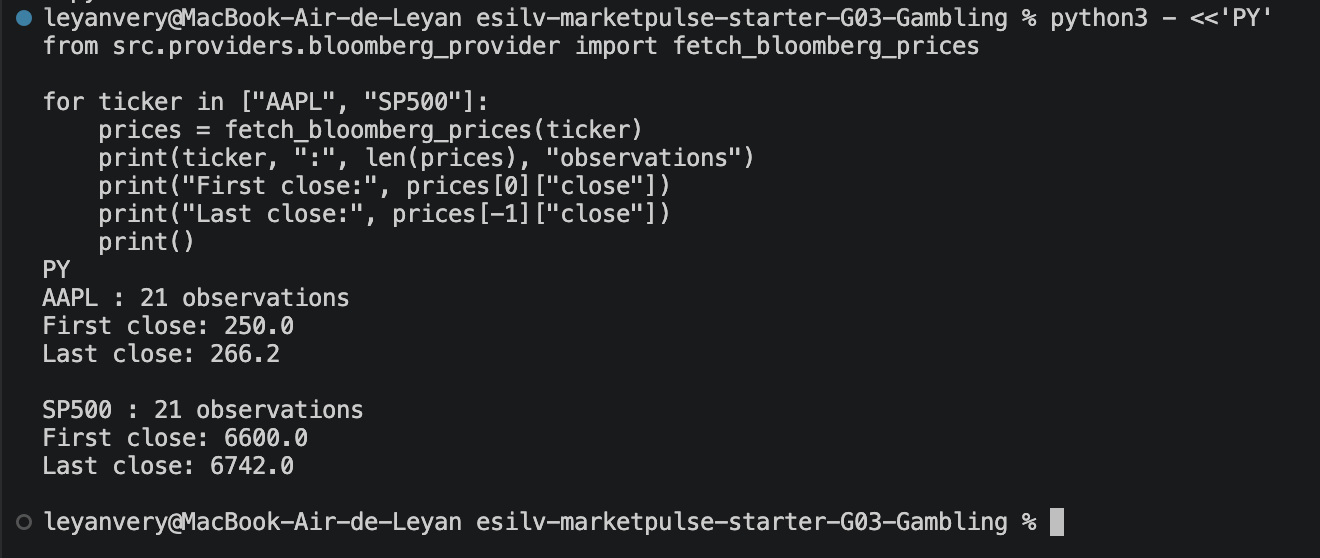 leyanvery@MacBook-Air-de-Leyan esilv-marketpulse-starter-G03-Gambling % python3 - <<'PY'
from src.providers.bloomberg_provider import fetch_bloomberg_prices

for ticker in ["AAPL", "SP500"]:
    prices = fetch_bloomberg_prices(ticker)
    print(ticker, ":", len(prices), "observations")
    print("First close:", prices[0]["close"])
    print("Last close:", prices[-1]["close"])
    print()
PY
AAPL : 21 observations
First close: 250.0
Last close: 266.2

SP500 : 21 observations
First close: 6600.0
Last close: 6742.0

leyanvery@MacBook-Air-de-Leyan esilv-marketpulse-starter-G03-Gambling %